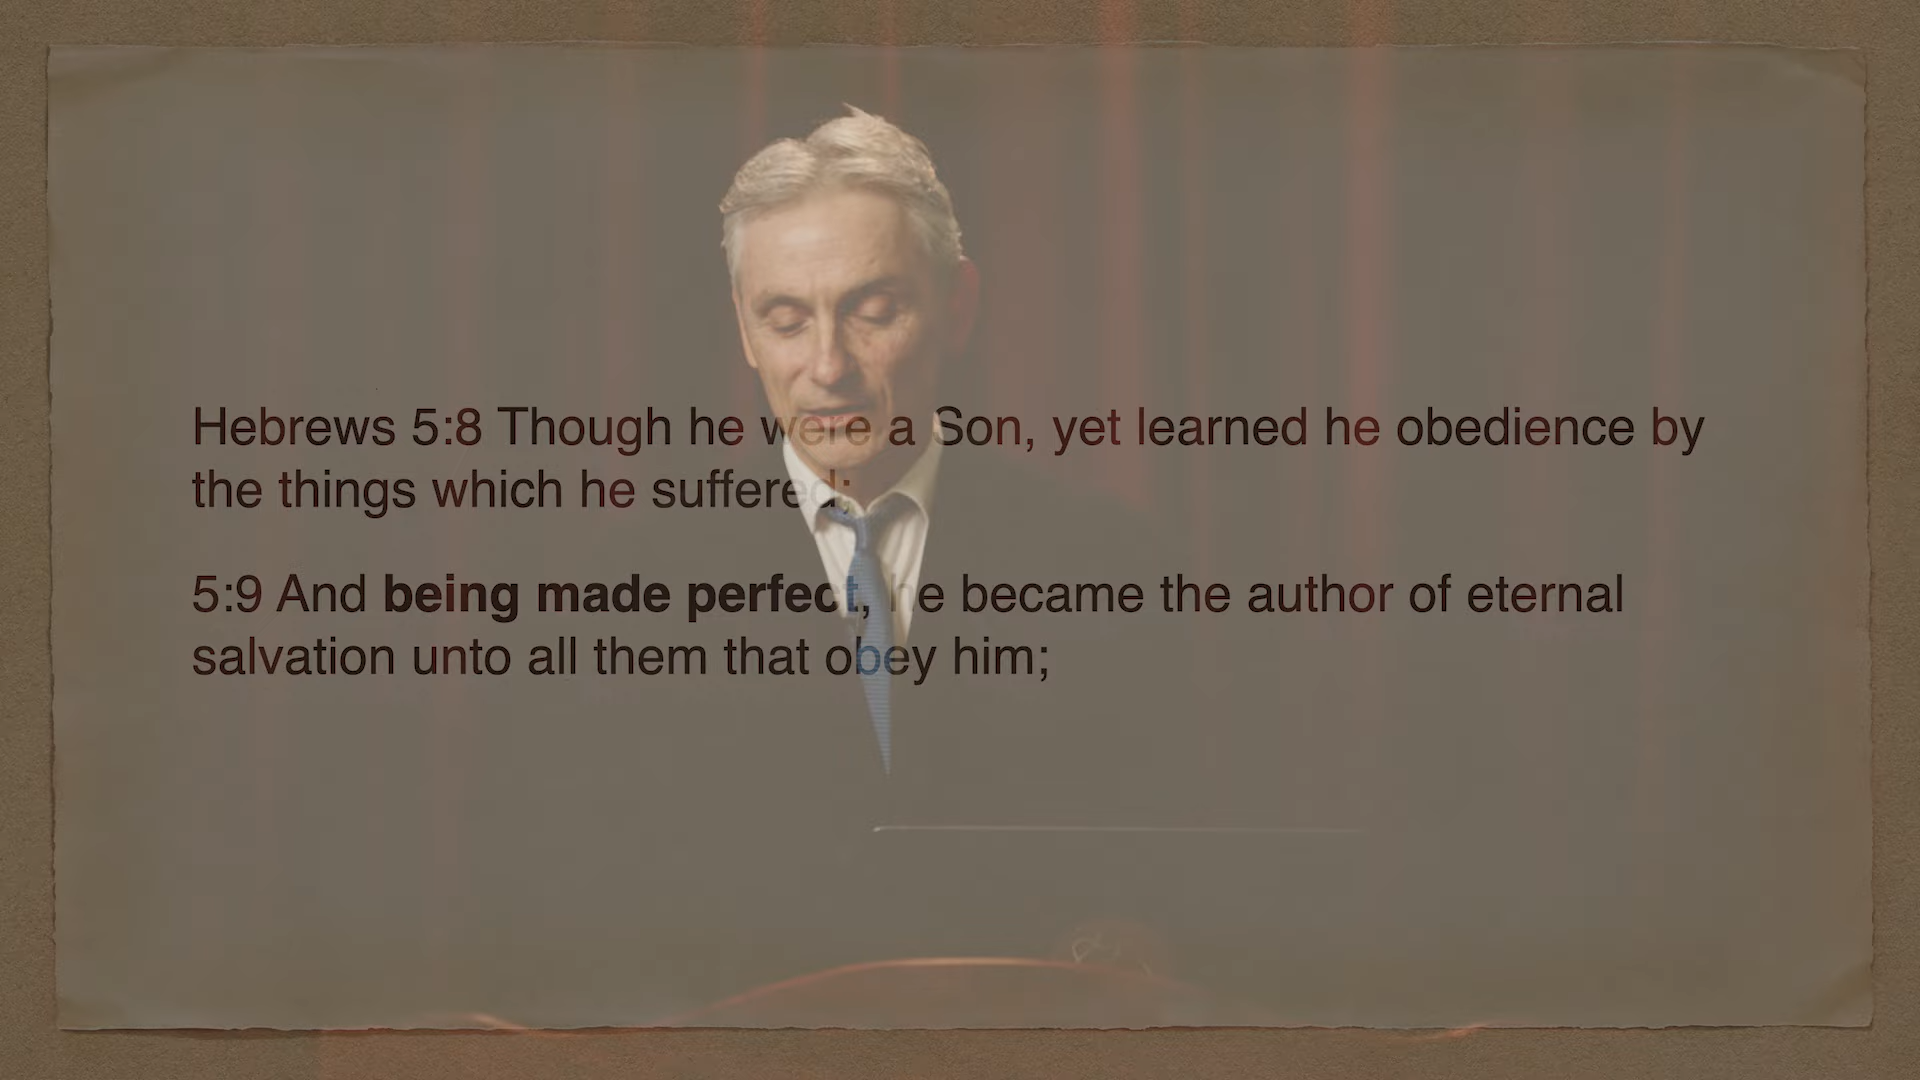 Hebrews 5:8 Though he were a Son, yet learned he obedience by
the things which he suffered;
5:9 And being made perfect, he became the author of eternal
salvation unto all them that obey him;